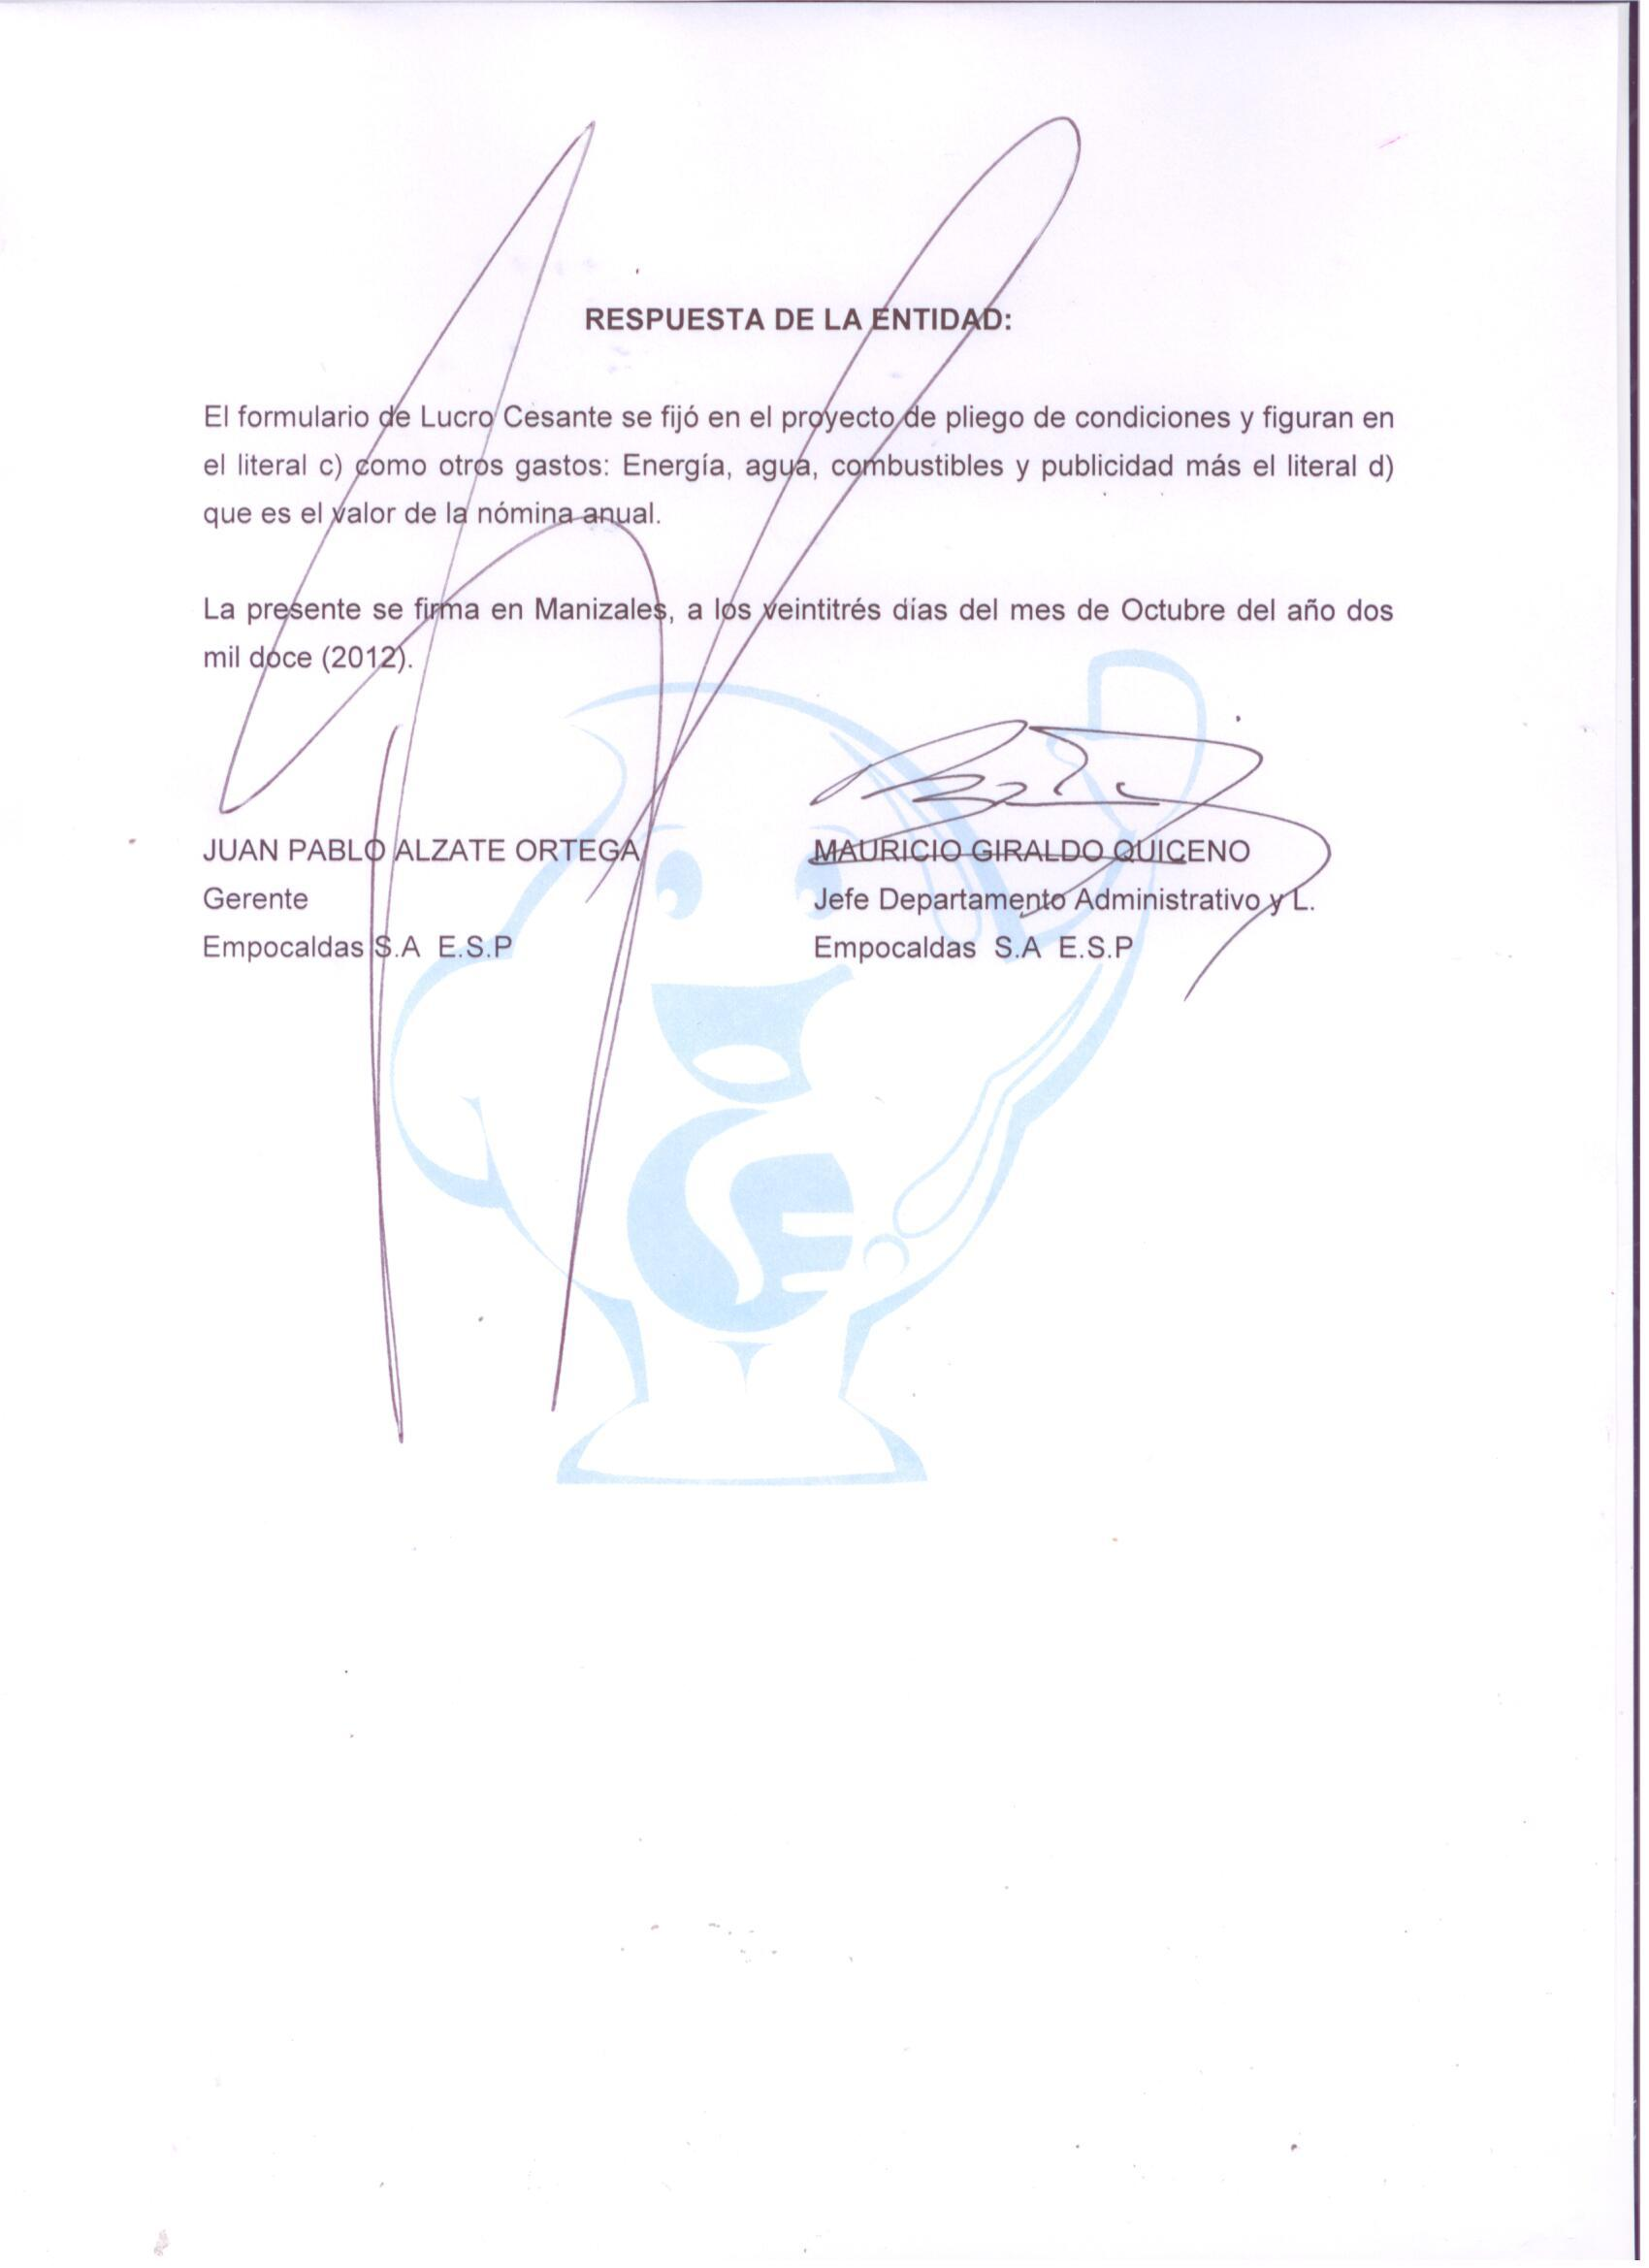 RESPUESTA DE LA ENTIDAD:
El formulario de Lucro Cesante se fijó en el proyecto de pliego de condiciones y figuran en
el literal c) como otros gastos: Energía, agua, combustibles y publicidad más el literal d)
que es el valor de la nómina anual.
La presente se firma en Manizales, a los veintitrés días del mes de Octubre del año dos
mil doce (2012).
JUAN PABLO ALZATE ORTEGA MAURICIO GIRALDO QUICENO
Gerente Jefe Departamento Administrativo y L.
Empocaldas S.A E.S.P Empocaldas S.A E.S.P